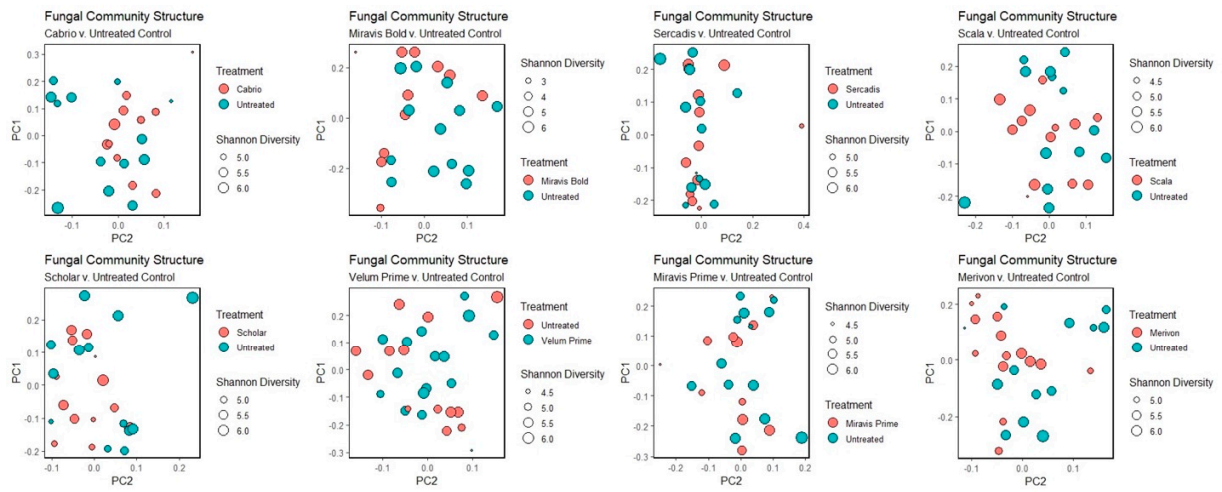 Fungal Community Structure
Cabrio v. Untreated Control
0.3
0.2
0.1
0.0
-0.1
-0.2
PC1
-0.1
0.0
0.1
PC2
Treatment
Cabrio
Untreated
Shannon Diversity
5.0
5.5
6.0
Fungal Community Structure
Miravis Bold v. Untreated Control
0.2
0.0
-0.2
PC1
-0.1
0.0
0.1
PC2
Shannon Diversity
3
4
5
6
Treatment
Miravis Bold
Untreated
Fungal Community Structure
Sercadis v. Untreated Control
0.2
0.1
0.0
-0.1
-0.2
PC1
0.0
0.2
0.4
PC2
Treatment
Sercadis
Untreated
Shannon Diversity
5.0
5.5
6.0
Fungal Community Structure
Scala v. Untreated Control
0.2
0.1
0.0
-0.1
-0.2
PC1
-0.2
-0.1
0.0
0.1
PC2
Shannon Diversity
4.5
5.0
5.5
6.0
Treatment
Scala
Untreated
Fungal Community Structure
Scholar v. Untreated Control
0.2
0.1
0.0
-0.1
-0.2
PC1
-0.1
0.0
0.1
0.2
PC2
Treatment
Scholar
Untreated
Shannon Diversity
5.0
5.5
6.0
Fungal Community Structure
Velum Prime v. Untreated Control
0.2
0.1
0.0
-0.1
-0.2
-0.3
PC1
-0.1
0.0
0.1
PC2
Treatment
Untreated
Velum Prime
Shannon Diversity
4.5
5.0
5.5
6.0
Fungal Community Structure
Miravis Prime v. Untreated Control
0.2
0.1
0.0
-0.1
-0.2
-0.3
PC1
-0.2
-0.1
0.0
0.1
0.2
PC2
Shannon Diversity
4.5
5.0
5.5
6.0
Treatment
Miravis Prime
Untreated
Fungal Community Structure
Merivon v. Untreated Control
0.2
0.0
-0.2
PC1
-0.1
0.0
0.1
PC2
Treatment
Merivon
Untreated
Shannon Diversity
5.0
5.5
6.0